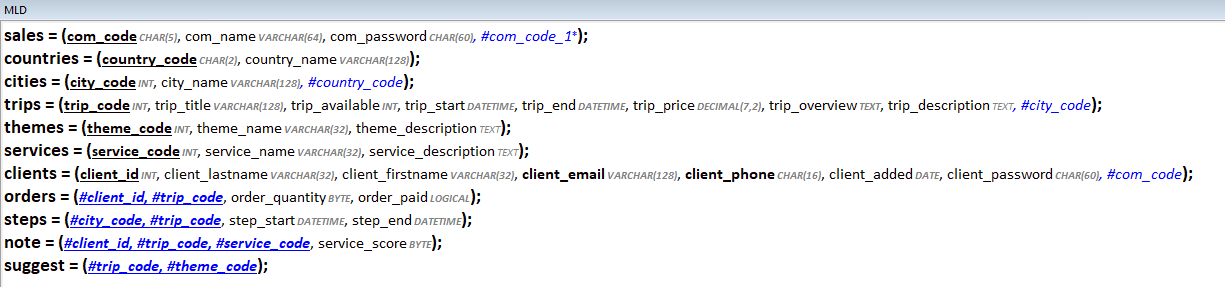 MLD
sales = (com_code CHAR(5), com_name VARCHAR(64), com_password CHAR(60), #com_code_1*);
countries = (country_code CHAR(2), country_name VARCHAR(128));
cities = (city_code INT, city_name VARCHAR(128), #country_code);
trips = (trip_code INT, trip_title VARCHAR(128), trip_available INT, trip_start DATETIME, trip_end DATETIME, trip_price DECIMAL(7,2), trip_overview TEXT, trip_description TEXT, #city_code);
themes = (theme_code INT, theme_name VARCHAR(32), theme_description TEXT);
services = (service_code INT, service_name VARCHAR(32), service_description TEXT);
clients = (client_id INT, client_lastname VARCHAR(32), client_firstname VARCHAR(32), client_email VARCHAR(128), client_phone CHAR(16), client_added DATE, client_password CHAR(60), #com_code);
orders = (#client_id, #trip_code, order_quantity BYTE, order_paid LOGICAL);
steps = (#city_code, #trip_code, step_start DATETIME, step_end DATETIME);
note = (#client_id, #trip_code, #service_code, service_score BYTE);
suggest = (#trip_code, #theme_code);